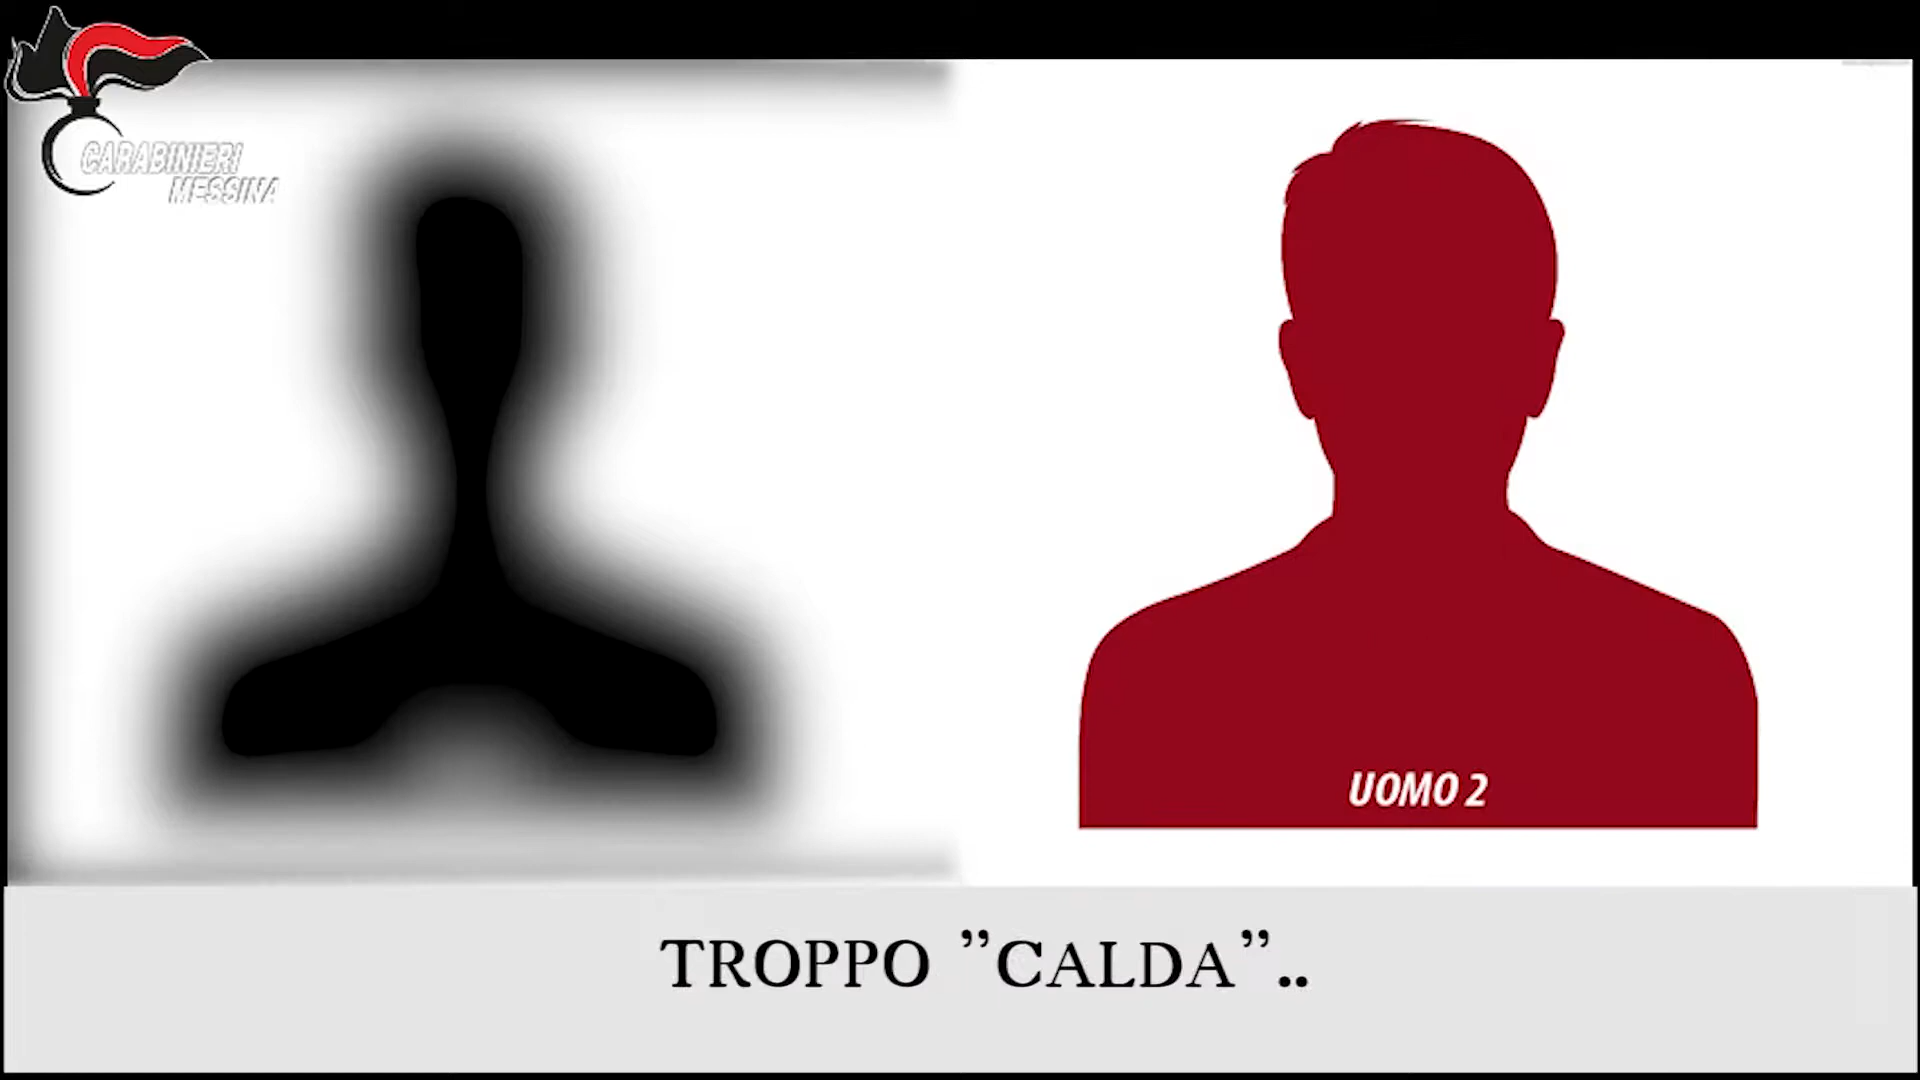 CARABINIERI
MESSINA
UOMO 2
TROPPO ”CALDA”..